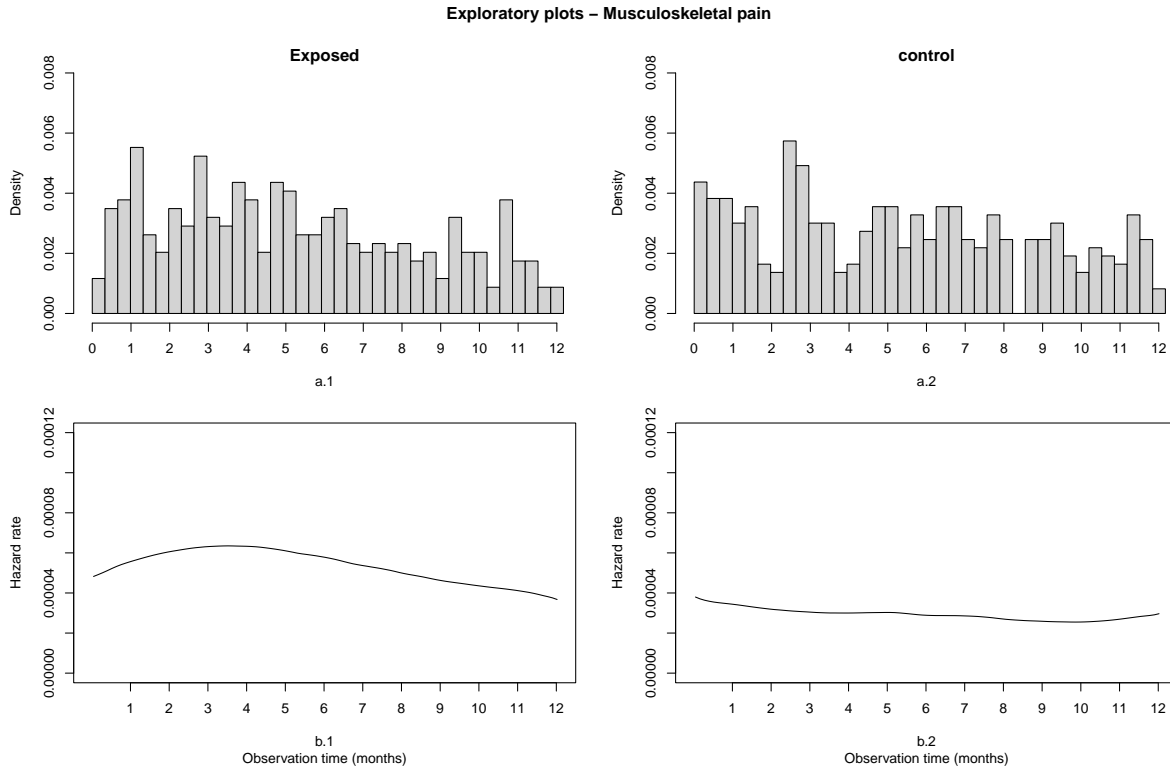 Exploratory plots – Musculoskeletal pain
Exposed
Density
0.000 0.002 0.004 0.006 0.008
0 1 2 3 4 5 6 7 8 9 10 11 12
a.1
control
Density
0.000 0.002 0.004 0.006 0.008
0 1 2 3 4 5 6 7 8 9 10 11 12
a.2
Hazard rate
0.00000 0.00004 0.00008 0.00012
1 2 3 4 5 6 7 8 9 10 11 12
b.1
Observation time (months)
Hazard rate
0.00000 0.00004 0.00008 0.00012
1 2 3 4 5 6 7 8 9 10 11 12
b.2
Observation time (months)